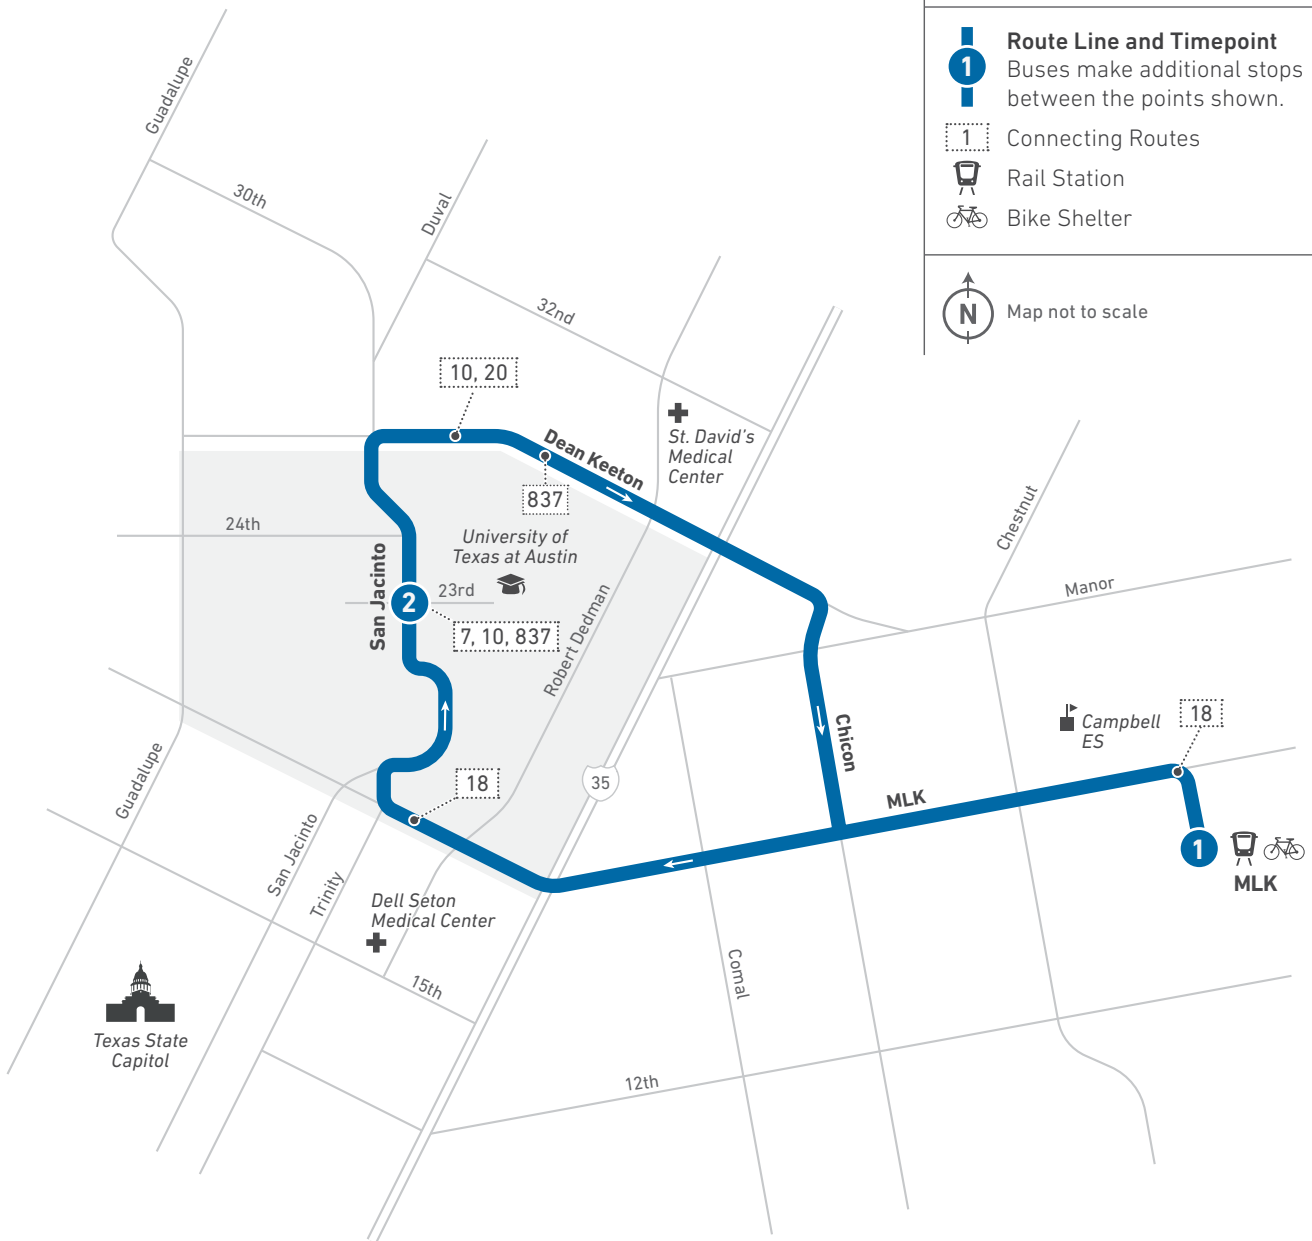 Route Line and Timepoint
1
Buses make additional stops
between the points shown.
1
Connecting Routes
Rail Station
Bike Shelter
N
Map not to scale
Guadalupe
30th
Duval
32nd
10, 20
Dean Keeton
St. David's
Medical
Center
837
24th
University of
Texas at Austin
San Jacinto
2
23rd
7, 10, 837
Robert Dedman
Chestnut
Manor
Campbell
ES
18
Chicon
Guadalupe
18
35
MLK
1
MLK
San Jacinto
Trinity
Dell Seton
Medical Center
15th
Comal
Texas State
Capitol
12th